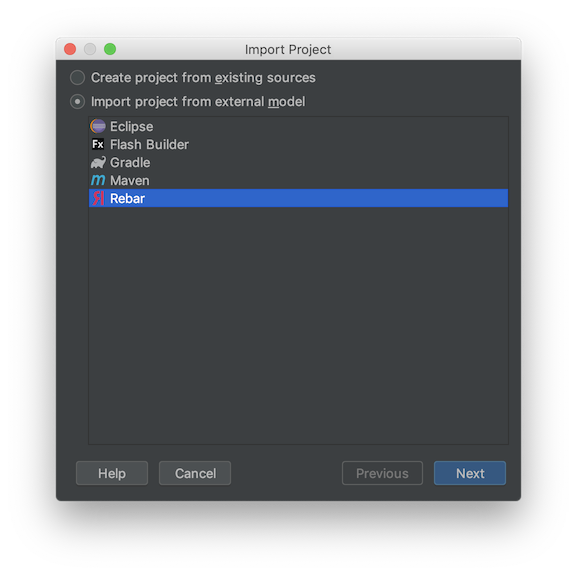 Import Project
Create project from existing sources
Import project from external model
Eclipse
Fx Flash Builder
Gradle
m Maven
Rebar
Help
Cancel
Previous
Next